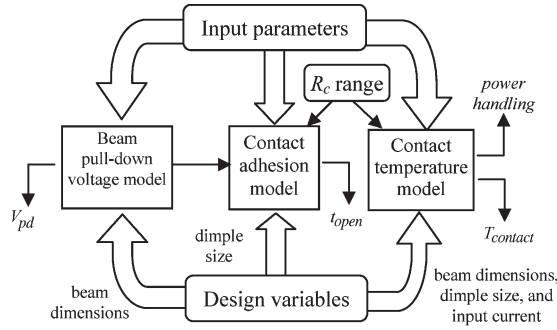 Input parameters
R_c range
power
handling
Beam
pull-down
voltage model
Contact
adhesion
model
Contact
temperature
model
V_pd
t_open
T_contact
dimple
size
beam
dimensions
Design variables
beam dimensions,
dimple size, and
input current